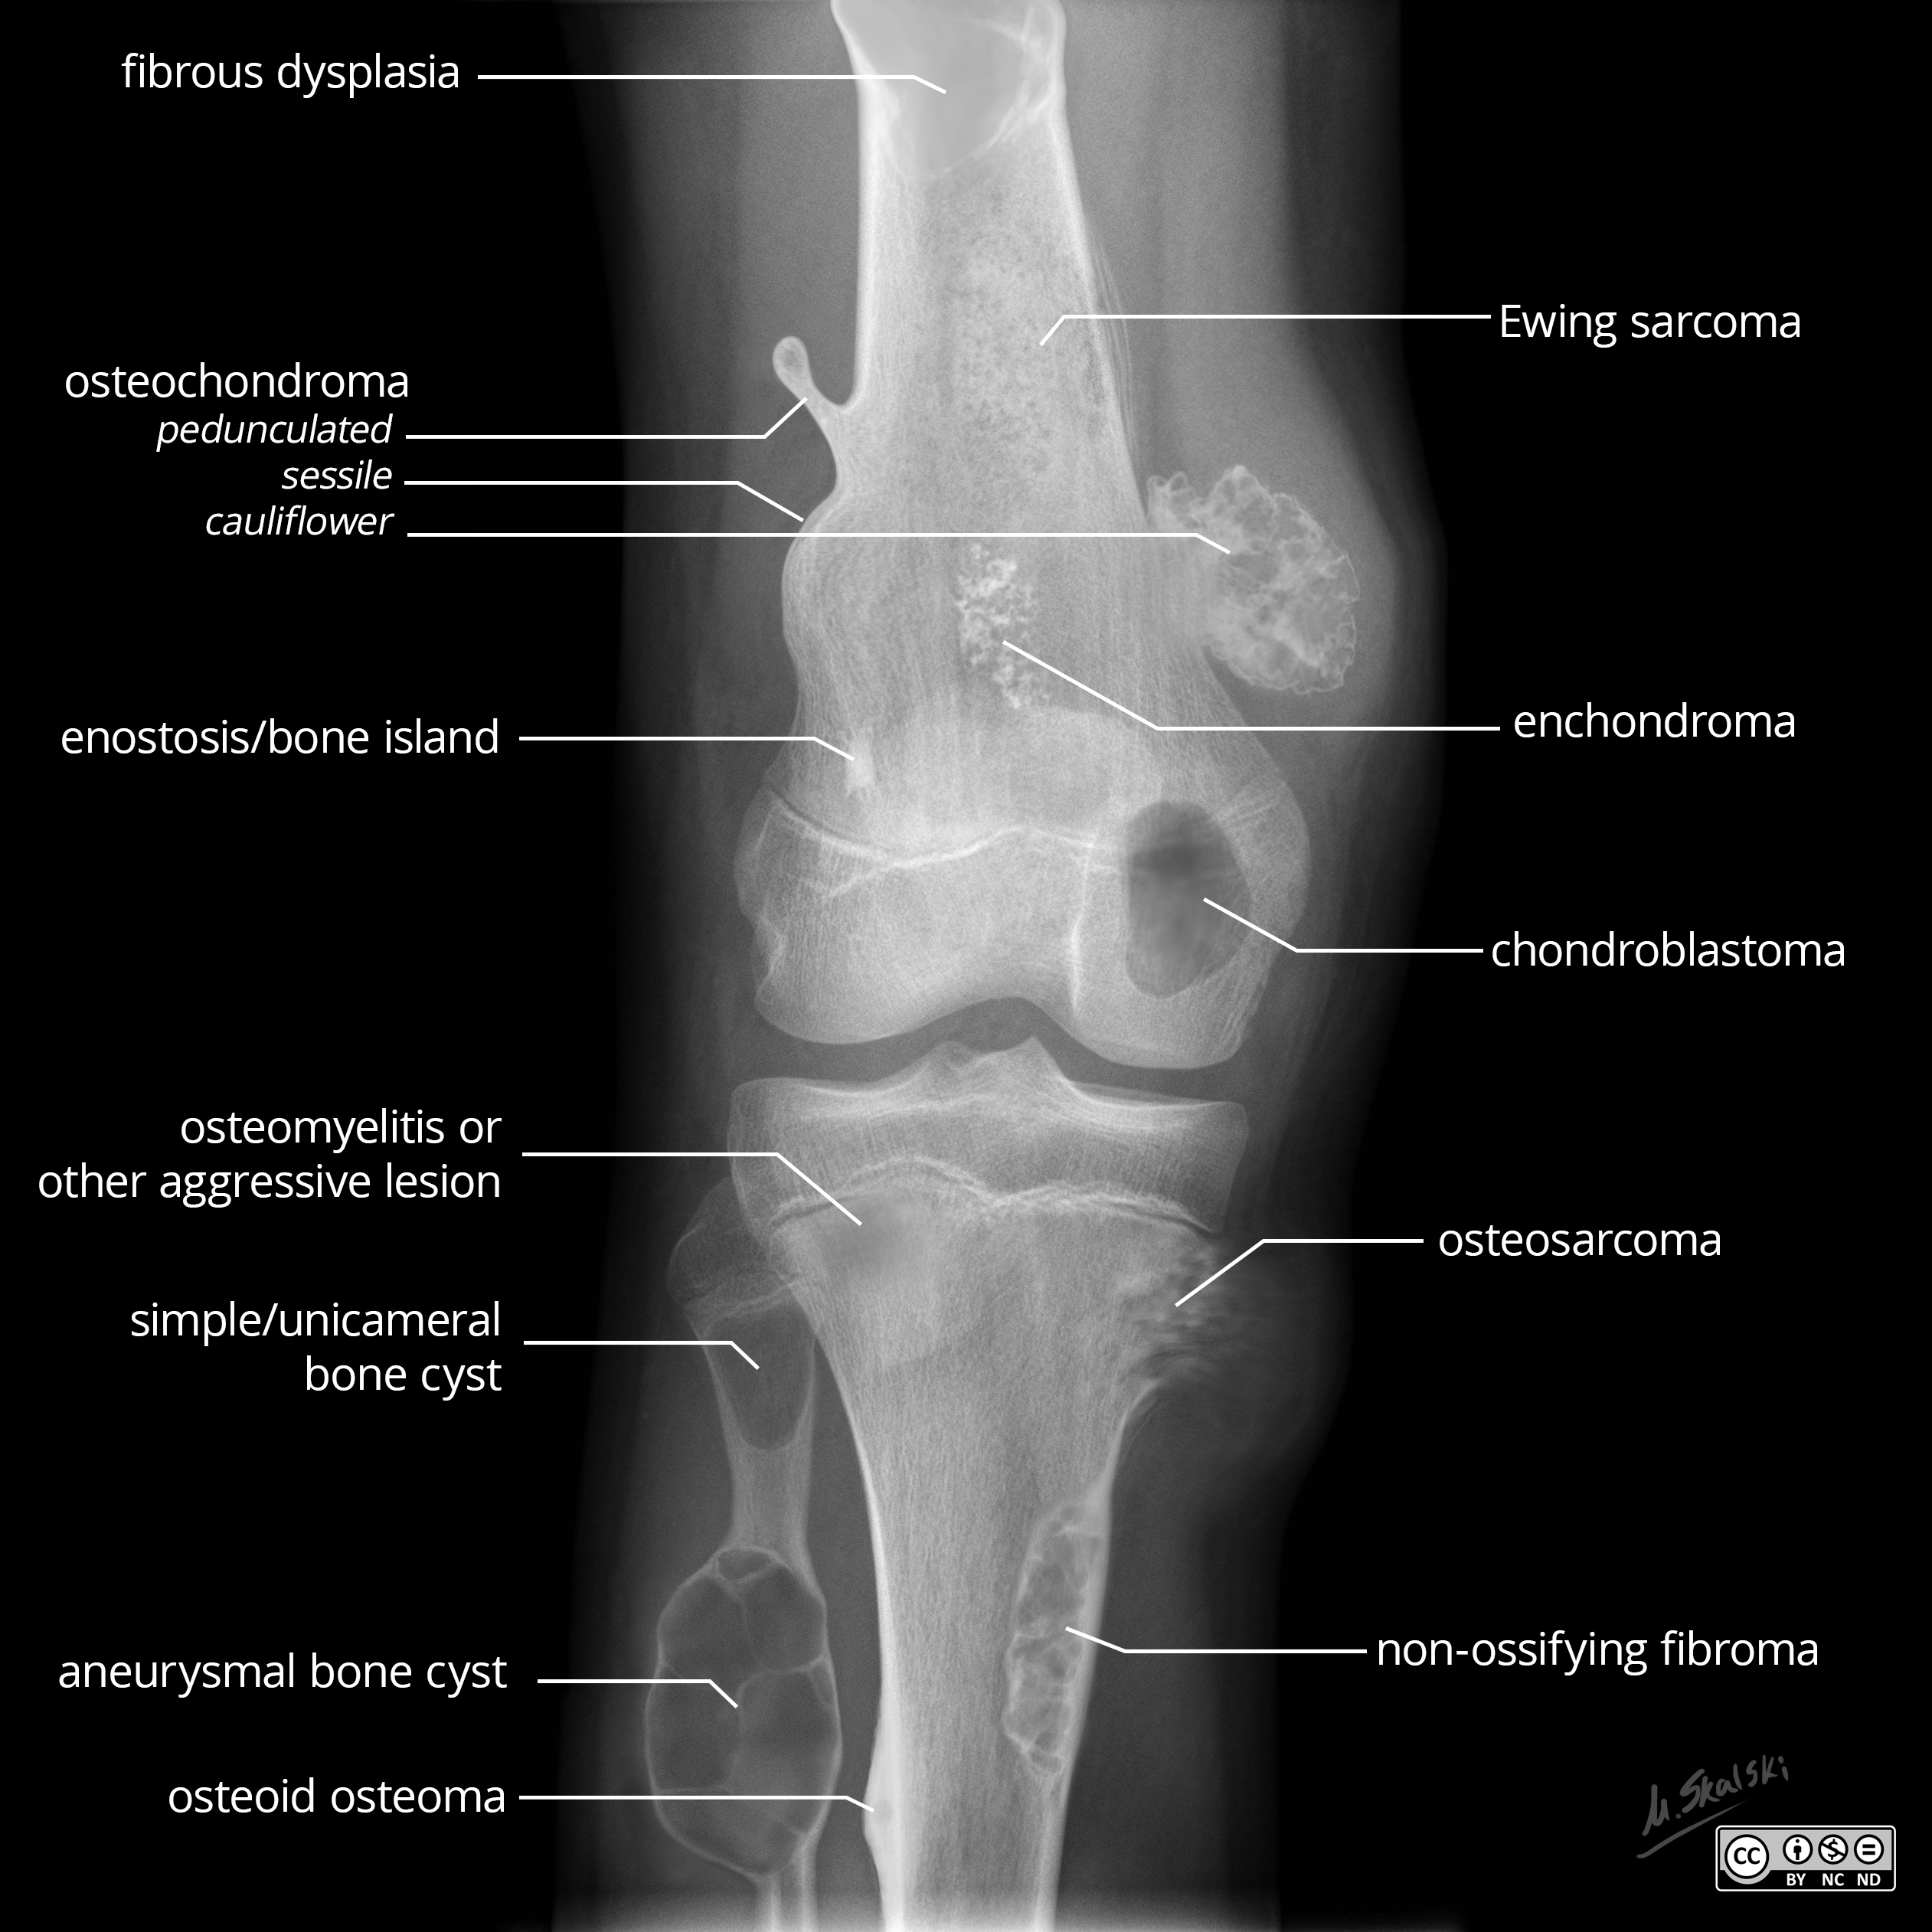 fibrous dysplasia
Ewing sarcoma
osteochondroma
pedunculated
sessile
cauliflower
enostosis/bone island
enchondroma
chondroblastoma
osteomyelitis or
other aggressive lesion
osteosarcoma
simple/unicameral
bone cyst
non-ossifying fibroma
aneurysmal bone cyst
osteoid osteoma
M. Skalski
CC
BY NC ND